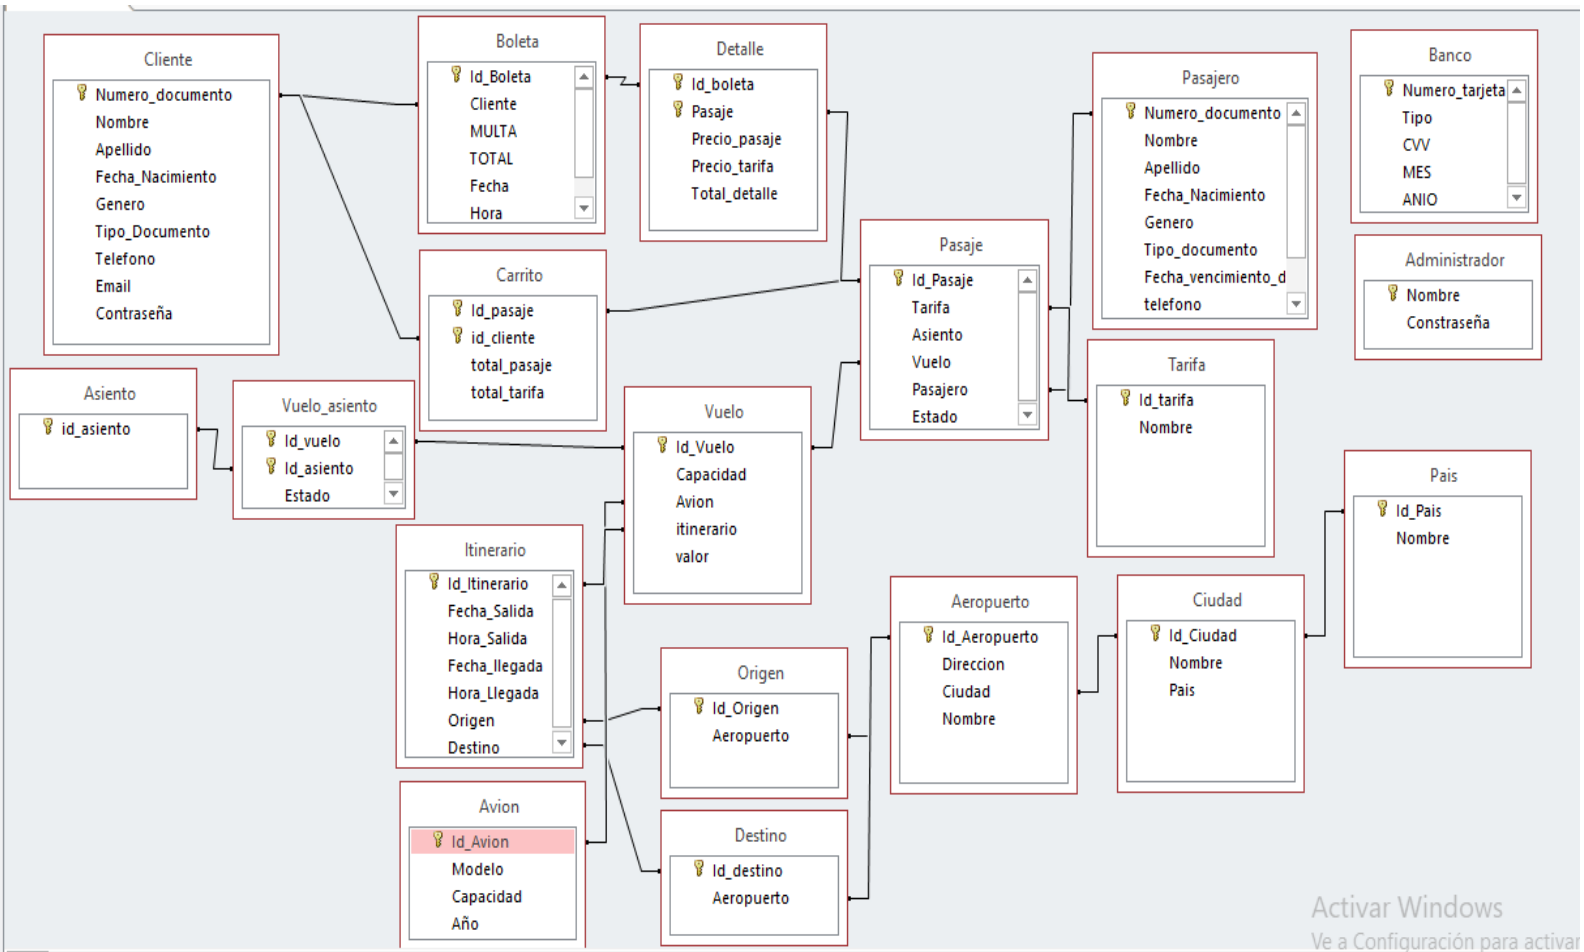 Cliente
Numero_documento
Nombre
Apellido
Fecha_Nacimiento
Genero
Tipo_Documento
Telefono
Email
Contraseña
Boleta
Id_Boleta
Cliente
MULTA
TOTAL
Fecha
Hora
Detalle
Id_boleta
Pasaje
Precio_pasaje
Precio_tarifa
Total_detalle
Pasajero
Numero_documento
Nombre
Apellido
Fecha_Nacimiento
Genero
Tipo_documento
Fecha_vencimiento_d
telefono
Banco
Numero_tarjeta
Tipo
CVV
MES
ANIO
Administrador
Nombre
Constraseña
Carrito
Id_pasaje
id_cliente
total_pasaje
total_tarifa
Pasaje
Id_Pasaje
Tarifa
Asiento
Vuelo
Pasajero
Estado
Tarifa
Id_tarifa
Nombre
Asiento
id_asiento
Vuelo_asiento
Id_vuelo
Id_asiento
Estado
Vuelo
Id_Vuelo
Capacidad
Avion
itinerario
valor
Pais
Id_Pais
Nombre
Itinerario
Id_Itinerario
Fecha_Salida
Hora_Salida
Fecha_llegada
Hora_Llegada
Origen
Destino
Aeropuerto
Id_Aeropuerto
Direccion
Ciudad
Nombre
Ciudad
Id_Ciudad
Nombre
Pais
Origen
Id_Origen
Aeropuerto
Avion
Id_Avion
Modelo
Capacidad
Año
Destino
Id_destino
Aeropuerto
Activar Windows
Ve a Configuración para activar